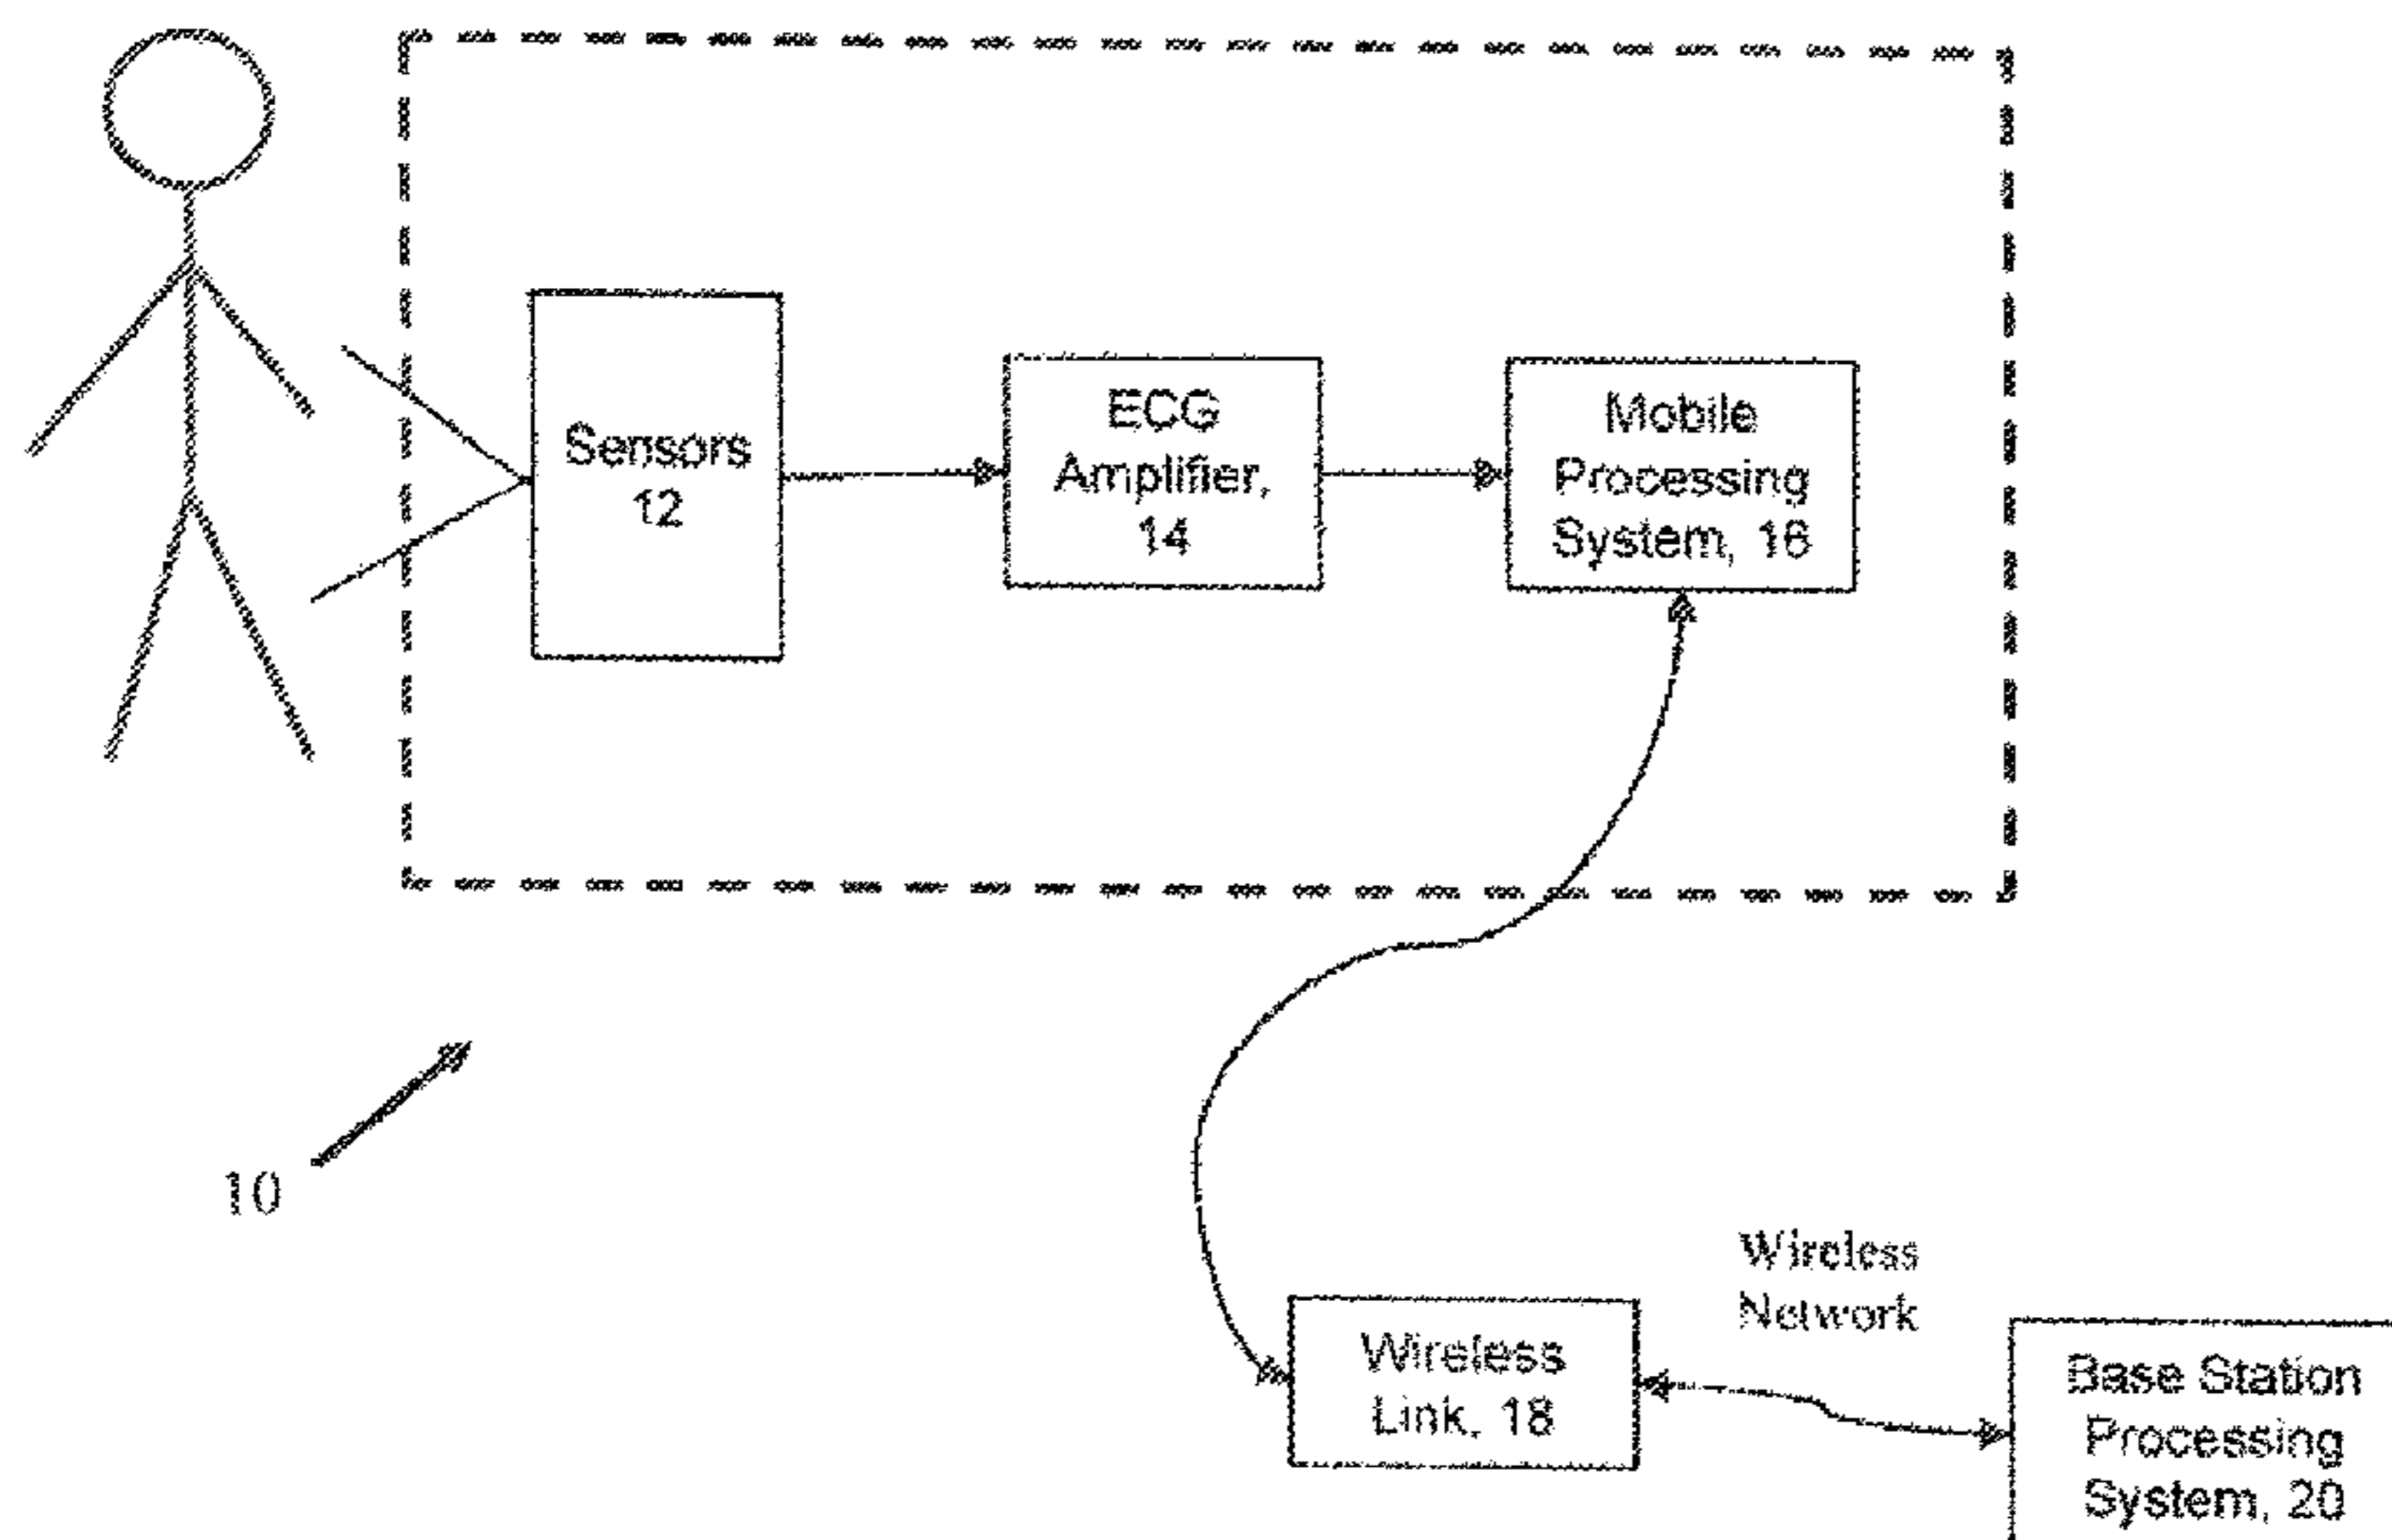 Sensors
12
ECG
Amplifier,
14
Mobile
Processing
System, 16
10
Wireless
Network
Wireless
Link, 18
Base Station
Processing
System, 20